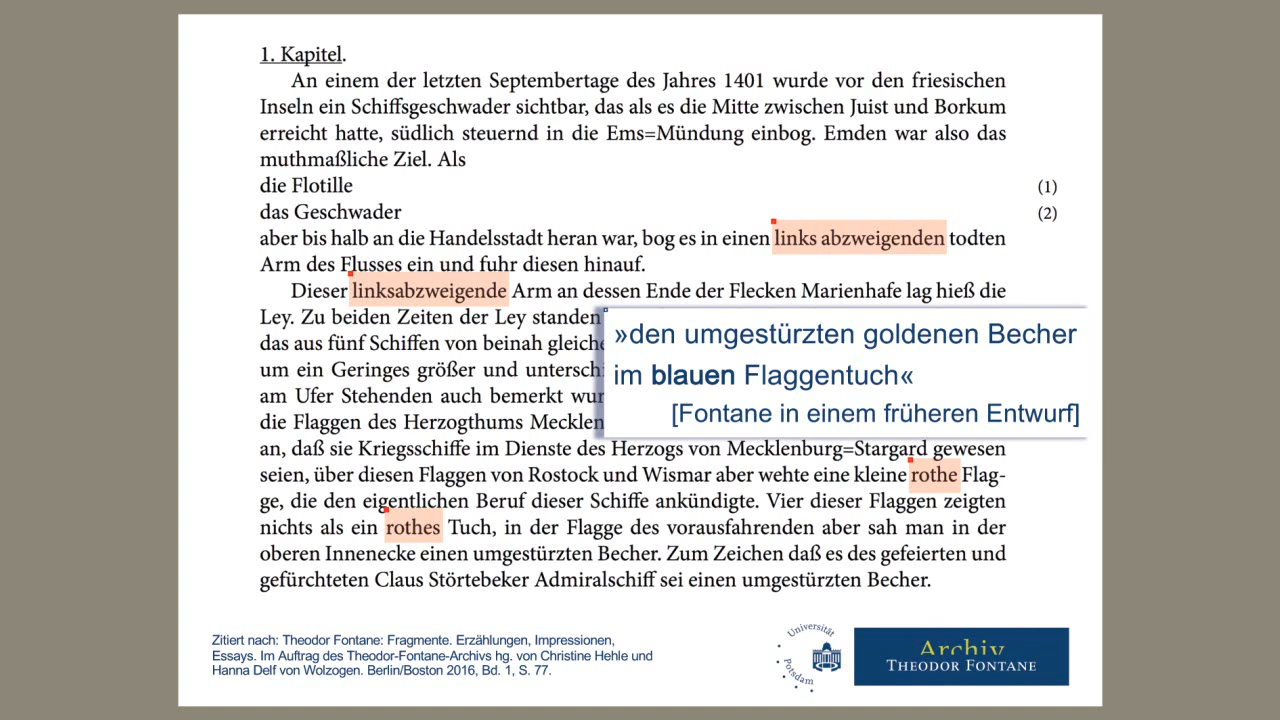 1. Kapitel.
An einem der letzten Septembertage des Jahres 1401 wurde vor den friesischen
Inseln ein Schiffsgeschwader sichtbar, das als es die Mitte zwischen Juist und Borkum
erreicht hatte, südlich steuernd in die Ems=Mündung einbog. Emden war also das
muthmaßliche Ziel. Als
die Flotille (1)
das Geschwader (2)
aber bis halb an die Handelsstadt heran war, bog es in einen links abzweigenden todten
Arm des Flusses ein und fuhr diesen hinauf.
Dieser linksabzweigende Arm an dessen Ende der Flecken Marienhafe lag hieß die
Ley. Zu beiden Zeiten der Ley standen
das aus fünf Schiffen von beinah
um ein Geringes größer und
am Ufer Stehenden auch bemerkt
die Flaggen des Herzogthums
an, daß sie Kriegsschiffe im Dienste des Herzogs von Mecklenburg=Stargard gewesen
seien, über diesen Flaggen von Rostock und Wismar aber wehte eine kleine rothe Flag-
ge, die den eigentlichen Beruf dieser Schiffe ankündigte. Vier dieser Flaggen zeigten
nichts als ein rothes Tuch, in der Flagge des vorausfahrenden aber sah man in der
oberen Innenecke einen umgestürzten Becher. Zum Zeichen daß es des gefeierten und
gefürchteten Claus Störtebeker Admiralschiff sei einen umgestürzten Becher.
»den umgestürzten goldenen Becher
im blauen Flaggentuch«
[Fontane in einem früheren Entwurf]
Zitiert nach: Theodor Fontane: Fragmente. Erzählungen, Impressionen,
Essays. Im Auftrag des Theodor-Fontane-Archivs hg. von Christine Hehle und
Hanna Delf von Wolzogen. Berlin/Boston 2016, Bd. 1, S. 77.
Universität
Potsdam
Archiv
THEODOR FONTANE